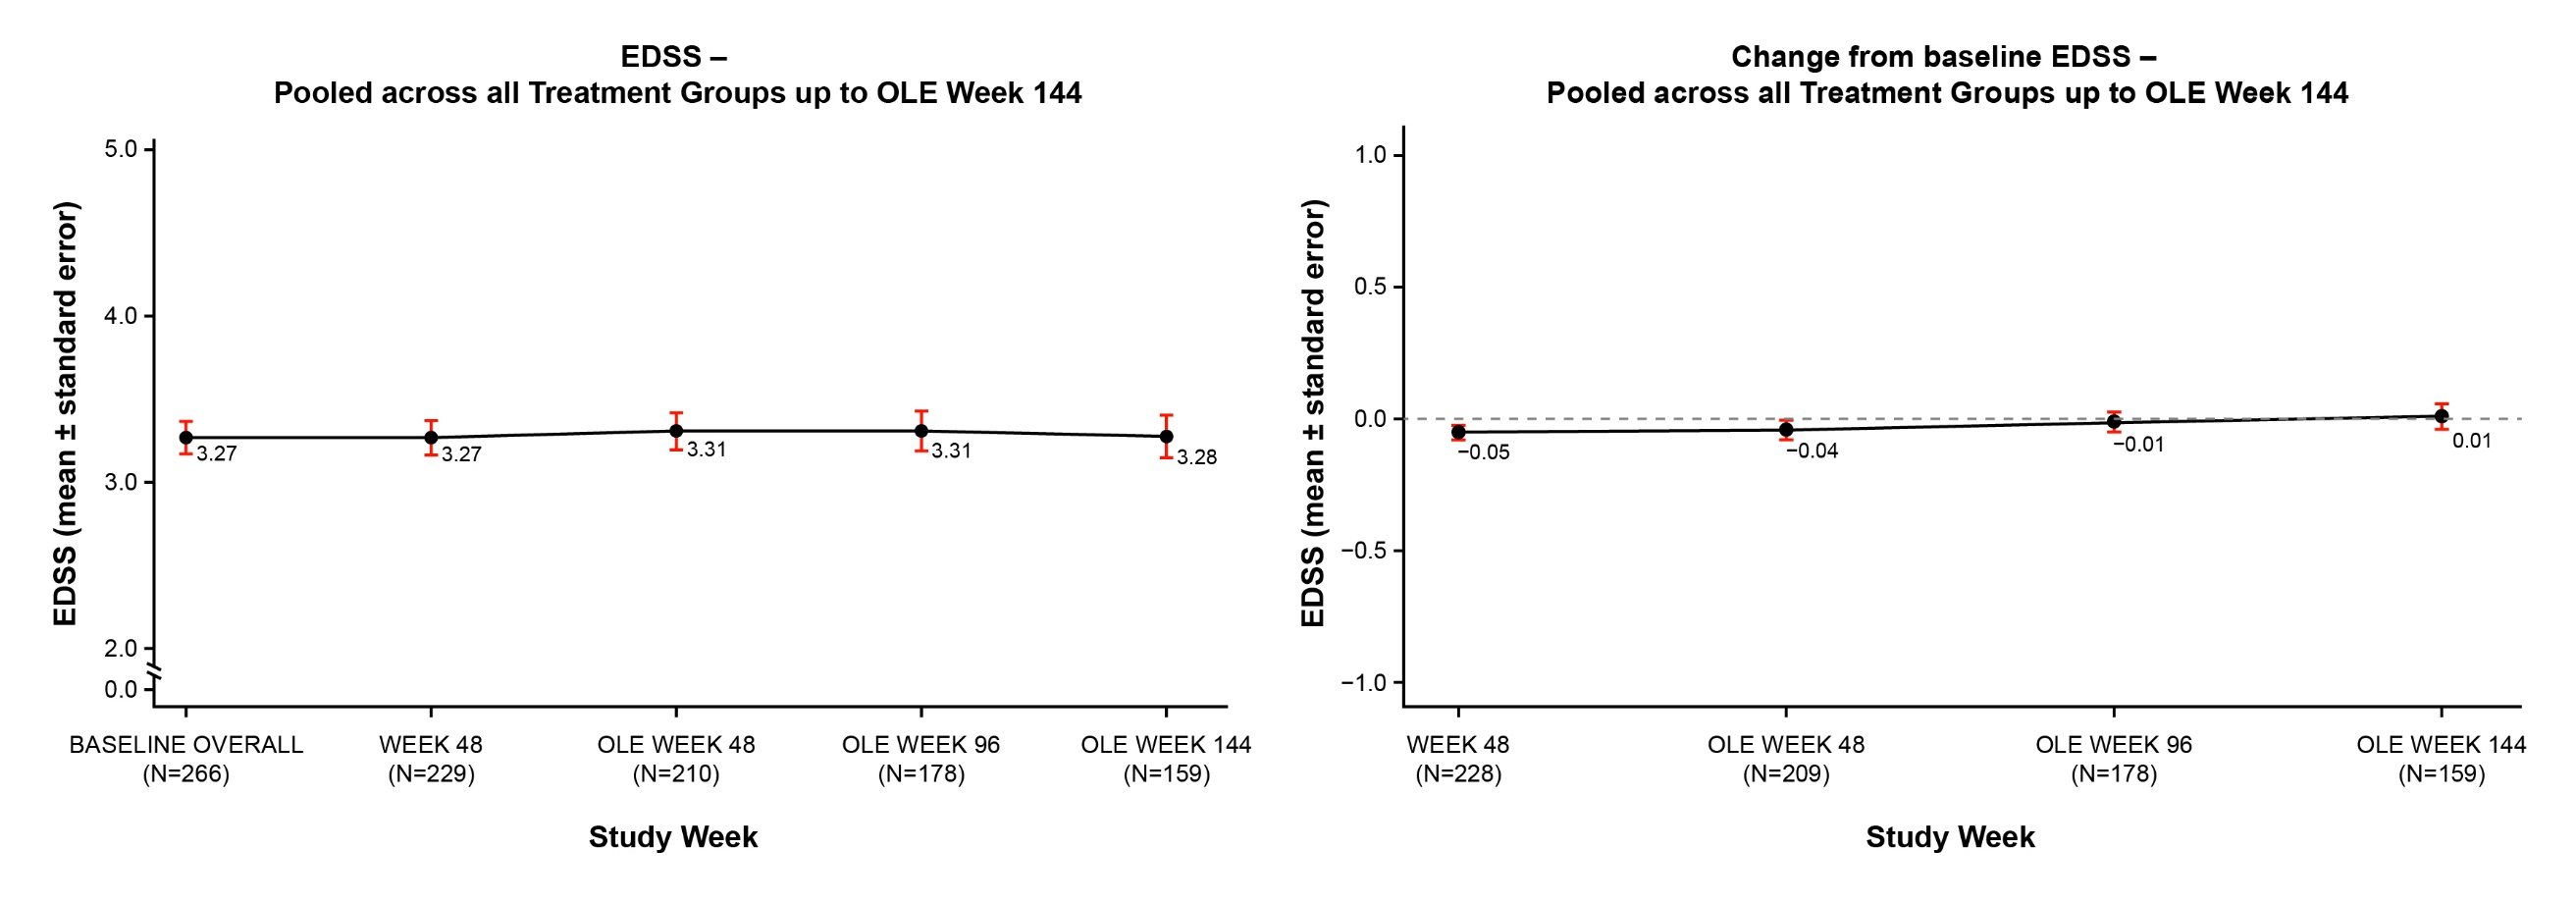 EDSS –
Pooled across all Treatment Groups up to OLE Week 144
EDSS (mean ± standard error)
5.0
4.0
3.0
2.0
0.0
3.27
3.27
3.31
3.31
3.28
BASELINE OVERALL
(N=266)
WEEK 48
(N=229)
OLE WEEK 48
(N=210)
OLE WEEK 96
(N=178)
OLE WEEK 144
(N=159)
Study Week
Change from baseline EDSS –
Pooled across all Treatment Groups up to OLE Week 144
EDSS (mean ± standard error)
1.0
0.5
0.0
−0.5
−1.0
−0.05
−0.04
−0.01
0.01
WEEK 48
(N=228)
OLE WEEK 48
(N=209)
OLE WEEK 96
(N=178)
OLE WEEK 144
(N=159)
Study Week